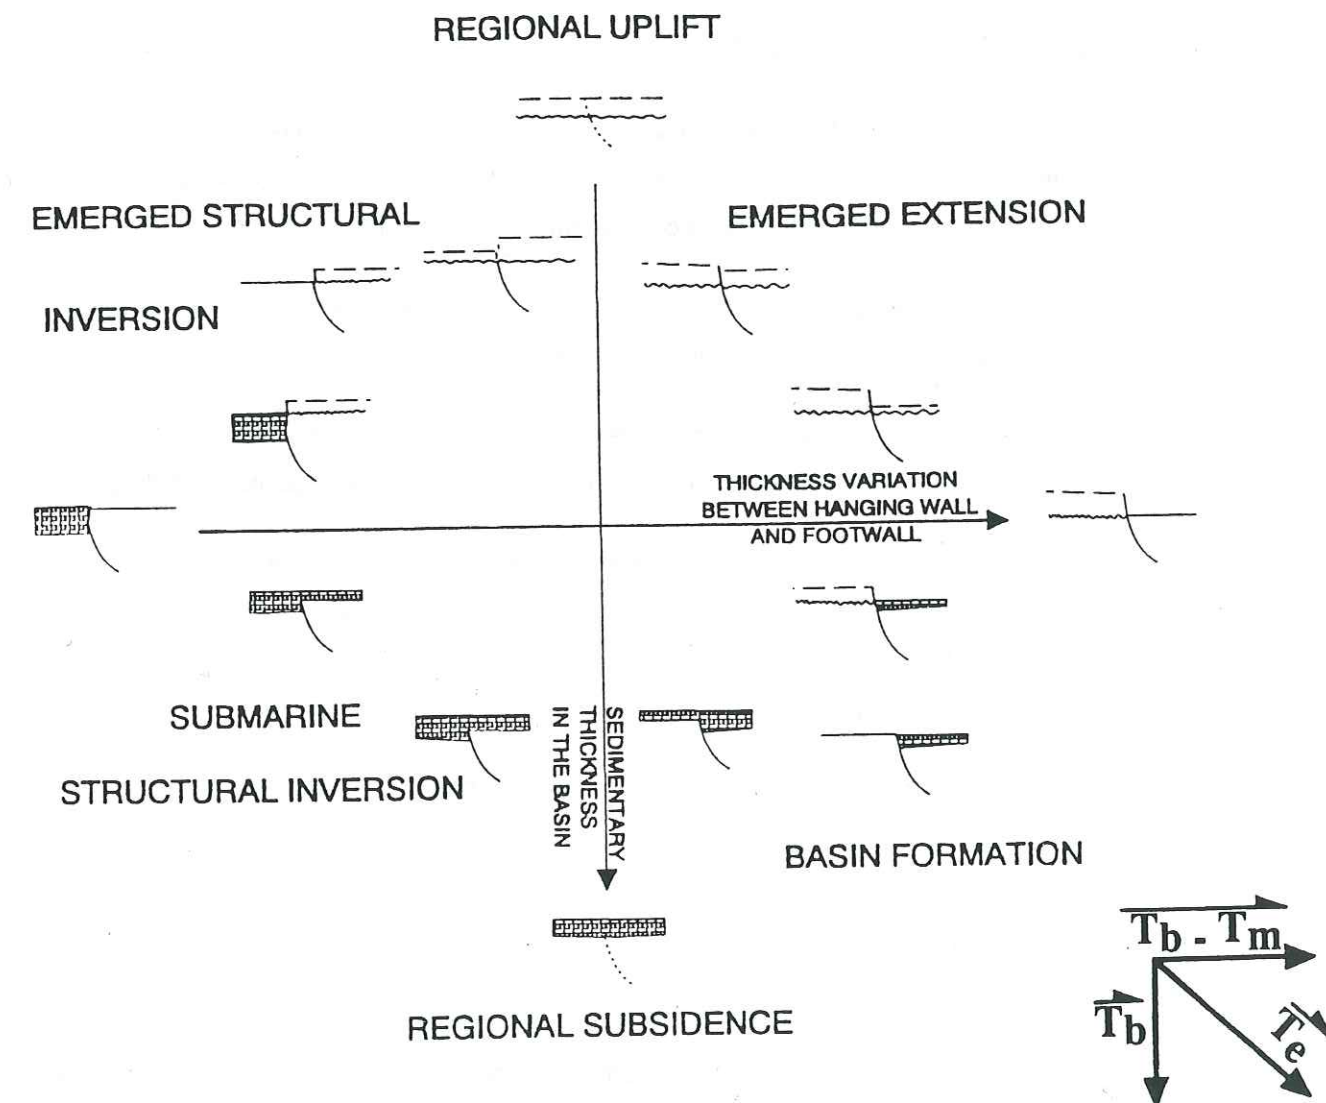 REGIONAL UPLIFT
EMERGED STRUCTURAL
INVERSION
EMERGED EXTENSION
THICKNESS VARIATION
BETWEEN HANGING WALL
AND FOOTWALL
SUBMARINE
STRUCTURAL INVERSION
SEDIMENTARY
THICKNESS
IN THE BASIN
BASIN FORMATION
REGIONAL SUBSIDENCE
Tb - Tm
Tb
Te